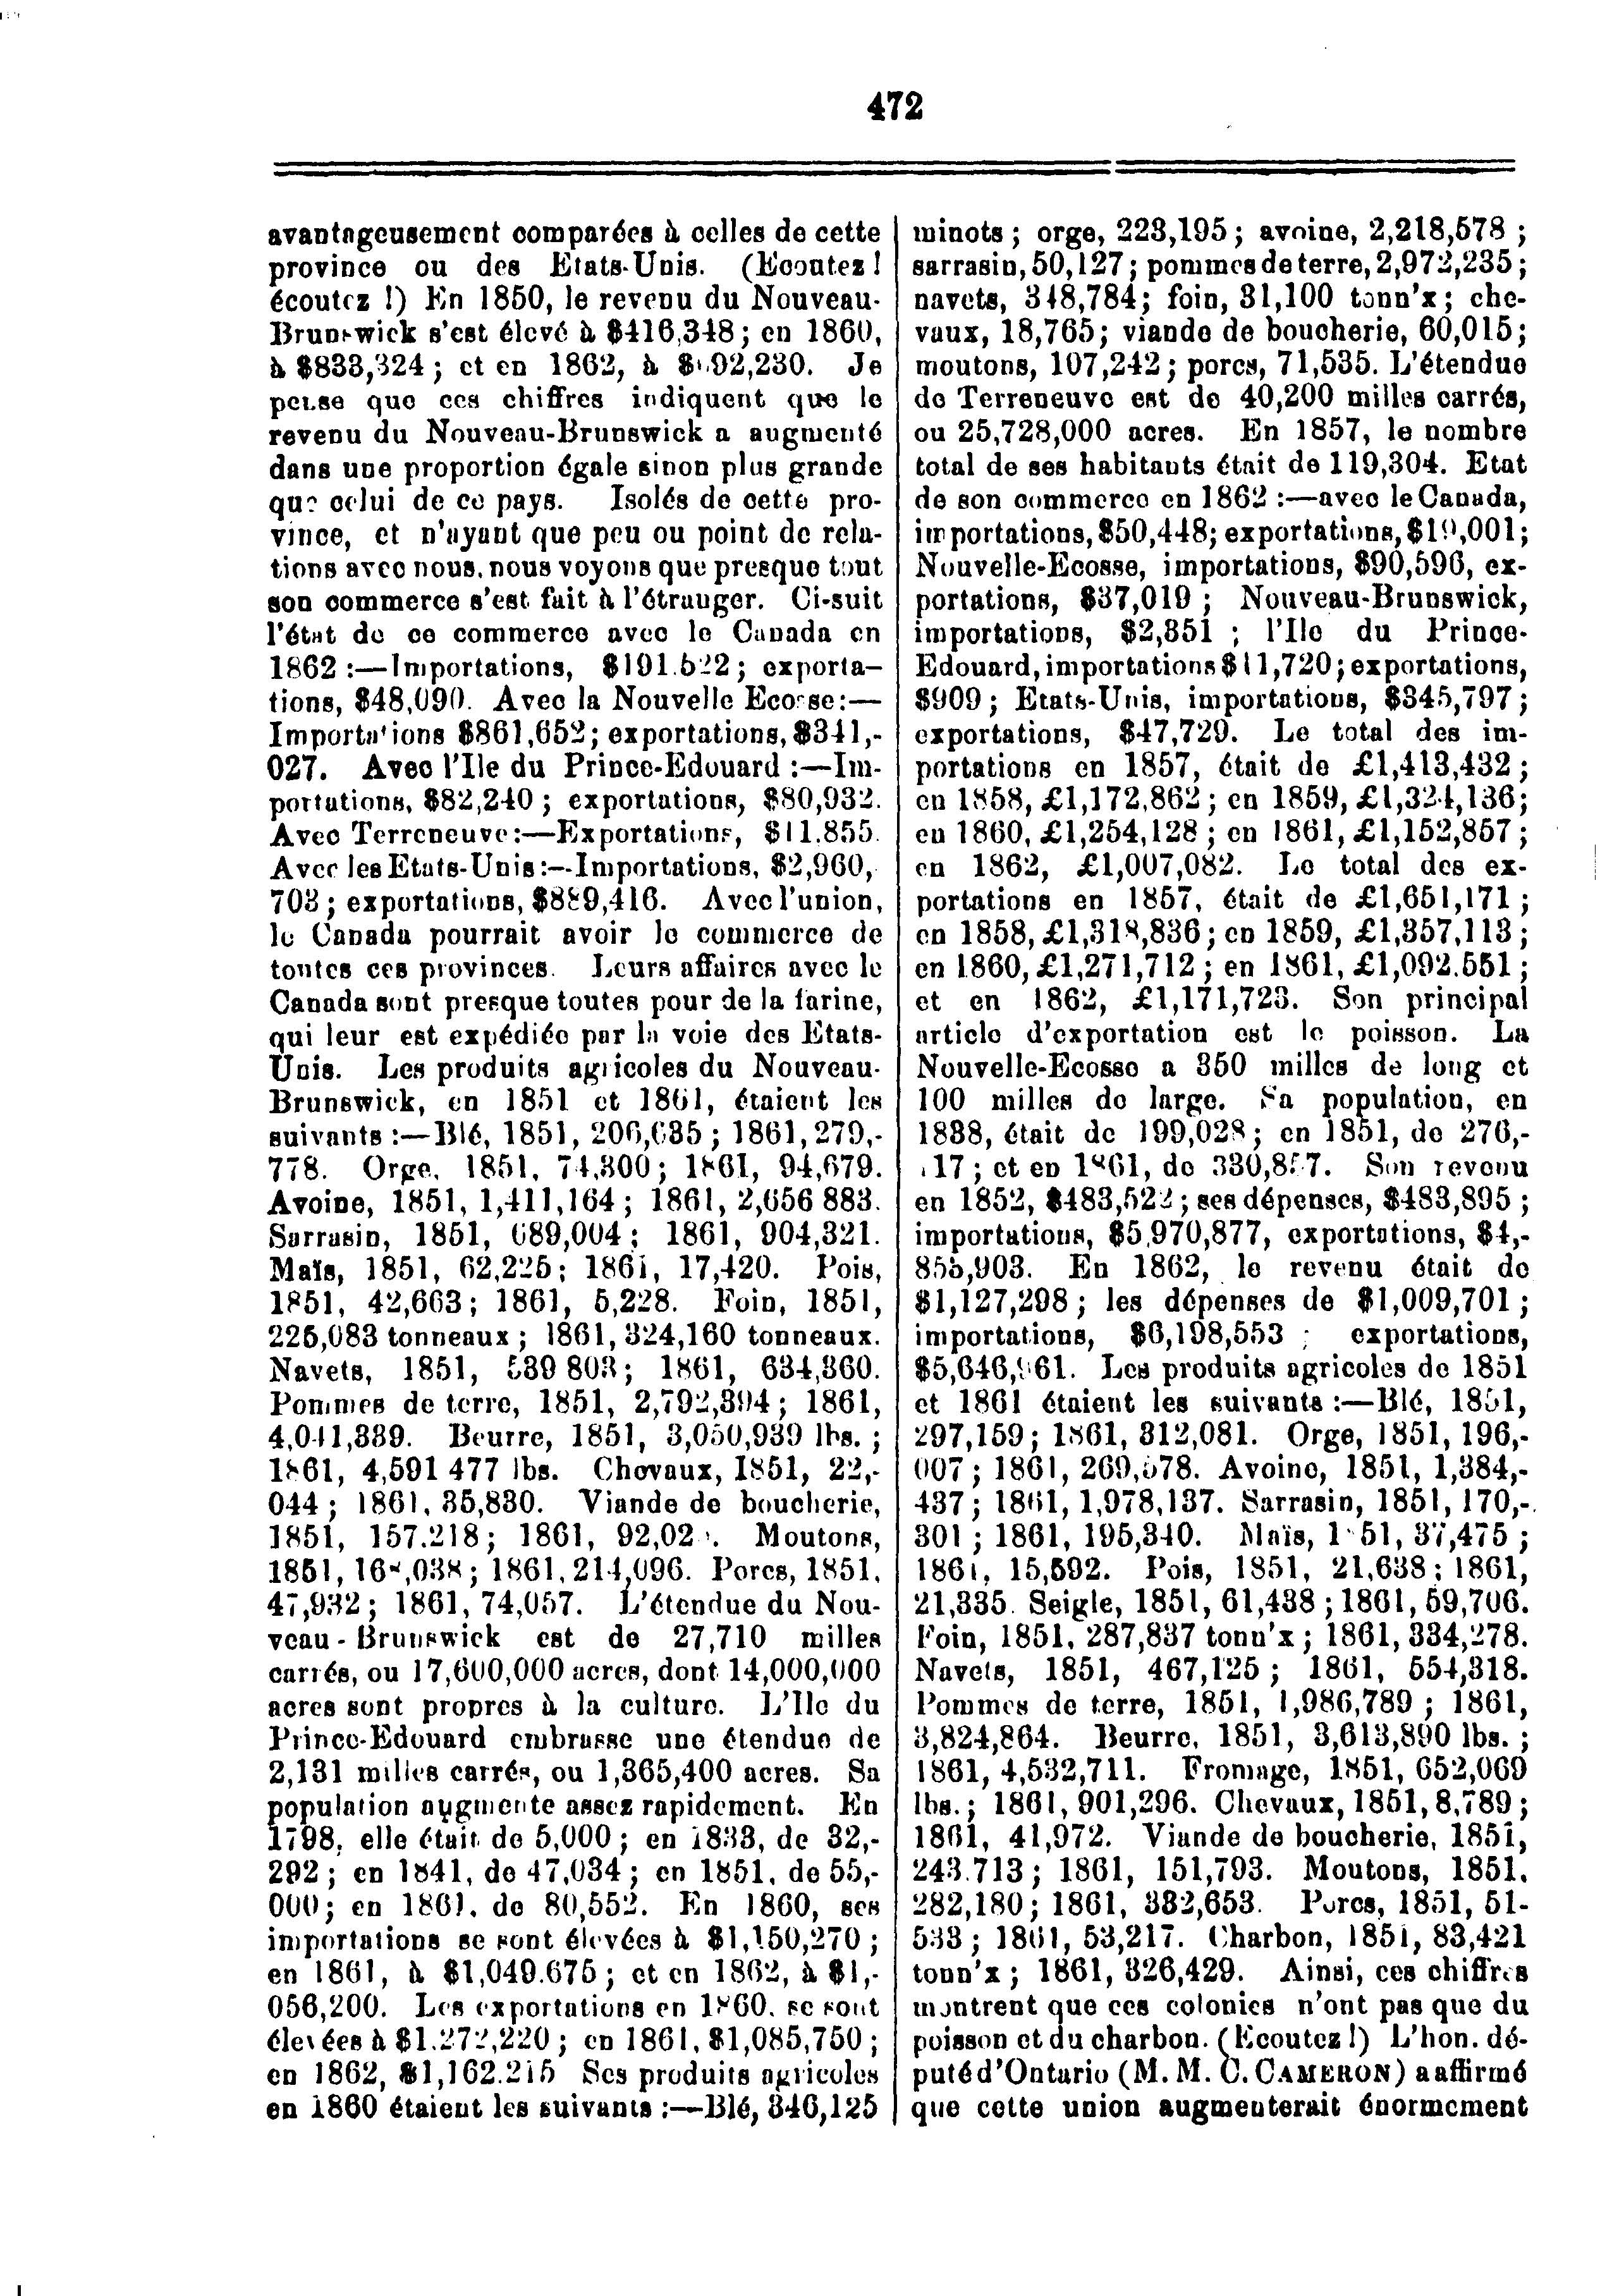 472
avantageusement comparées à celles de cette
province ou des Etats-Unis. (Ecoutez !
écoutez !) En 1850, le revenu du Nouveau-
Brunswick s'est élevé à $416,348 ; en 1860,
à $833,324 ; et en 1862, à Je
pense que ces chiffres indiquent que le
revenu du Nouveau-Brunswick a augmenté
dans une proportion égale sinon plus grande
que celui de ce pays. Isolés de cette pro-
vince, et n'ayant que peu ou point de rela-
tions avec nous, nous voyons que presque tout
son commerce s'est fait à l'étranger. Ci-suit
l'état de ce commerce avec le Canada en
1862 :—Importations, $191.522 ; exporta-
tions, $48,090. Avec la Nouvelle Ecosse:—
Importations $861,652 ; exportations, $341,-
027. Avec l'Ile du Prince-Edouard :—Im-
portations, $82,240 ; exportations, $80,932.
Avec Terreneuve:—Exportations, $11.855.
Avec les Etats-Unis:—Importations, $2,960,-
703 ; exportations, $889,416. Avec l'union,
le Canada pourrait avoir le commerce de
toutes ces provinces. Leurs affaires avec le
Canada sont presque toutes pour de la farine,
qui leur est expédiée par la voie des Etats-
Unis. Les produits agricoles du Nouveau-
Brunswick, en 1851 et 1861, étaient les
suivants :—Blé, 1851, 206,635 ; 1861, 279,-
778. Orge, 1851, 74,300 ; 1861, 94,679.
Avoine, 1851, 1,411,164 ; 1861, 2,656 883.
Sarrasin, 1851, 689,004 ; 1861, 904,321.
Maïs, 1851, 62,225 ; 1861, 17,420. Pois,
1851, 42,663 ; 1861, 5,228. Foin, 1851,
225,083 tonneaux ; 1861, 324,160 tonneaux.
Navets, 1851, 539 803 ; 1861, 634,360.
Pommes de terre, 1851, 2,792,394 ; 1861,
4,041,339. Beurre, 1851, 3,050,939 lbs. ;
1861, 4,591 477 lbs. Chevaux, 1851, 22,-
044 ; 1861, 35,830. Viande de boucherie,
1851, 157.218 ; 1861, Moutons,
1851, 1861, 214,096. Porcs, 1851,
47,932 ; 1861, 74,057. L'étendue du Nou-
veau-Brunswick est de 27,710 milles
carrés, ou 17,600,000 acres, dont 14,000,000
acres sont propres à la culture. L'Ile du
Prince-Edouard embrasse une étendue de
2,131 milles carrés, ou 1,365,400 acres. Sa
population augmente assez rapidement. En
1798, elle était de 5,000 ; en 1833, de 32,-
292 ; en 1841, de 47,034 ; en 1851, de 55,-
000 ; en 1861, de 80,552. En 1860, ses
importations se sont élevées à $1,150,270 ;
en 1861, à $1,049.675 ; et en 1862, à $1,-
056,200. Les exportations en 1860, se sont
élevées à $1.272,220 ; en 1861, $1,085,750 ;
en 1862, $1,162.215 Ses produits agricoles
en 1860 étaient les suivants :—Blé, 346,125
minots ; orge, 223,195 ; avoine, 2,218,578 ;
sarrasin, 50,127 ; pommes de terre, 2,972,235 ;
navets, 348,784 ; foin, 31,100 tonn'x ; che-
vaux, 18,765 ; viande de boucherie, 60,015 ;
moutons, 107,242 ; porcs, 71,535. L'étendue
de Terreneuve est de 40,200 milles carrés,
ou 25,728,000 acres. En 1857, le nombre
total de ses habitants était de 119,304. Etat
de son commerce en 1862 :—avec le Canada,
importations, $50,448; exportations, $19,001;
Nouvelle-Ecosse, importations, $90,596, ex-
portations, $37,019 ; Nouveau-Brunswick,
importations, $2,351 ; l'Ile du Prince-
Edouard, importations $11,720 ; exportations,
$909 ; Etats-Unis, importations, $345,797 ;
exportations, $47,729. Le total des im-
portations en 1857, était de £1,413,432 ;
en 1858, £1,172,862 ; en 1859, £1,324,136;
en 1860, £1,254,128 ; en 1861, £1,152,857 ;
en 1862, £1,007,082. Le total des ex-
portations en 1857, était de £1,651,171 ;
en 1858, £1,318,836 ; en 1859, £1,357,113 ;
en 1860, £1,271,712 ; en 1861, £1,092.551 ;
et en 1862, £1,171,723. Son principal
article d'exportation est le poisson. La
Nouvelle-Ecosse a 350 milles de long et
100 milles de large. Sa population, en
1838, était de 199,028 ; en 1851, de 276,-
117 ; et en 1861, de 330,857. Son revenu
en 1852, $483,522 ; ses dépenses, $483,895 ;
importations, $5,970,877, exportations, $4,-
855,903. En 1862, le revenu était de
$1,127,298 ; les dépenses de $1,009,701 ;
importations, $6,198,553 ; exportations,
$5,646,961. Les produits agricoles de 1851
et 1861 étaient les suivants :—Blé, 1851,
297,159 ; 1861, 312,081. Orge, 1851, 196,-
007 ; 1861, 269,578. Avoine, 1851, 1,384,-
437 ; 1861, 1,978,137. Sarrasin, 1851, 170,-
301 ; 1861, 195,340. Maïs, 1851, 37,475 ;
1861, 15,592. Pois, 1851, 21,638 ; 1861,
21,335. Seigle, 1851, 61,438 ; 1861, 59,706.
Foin, 1851, 287,837 tonn'x ; 1861, 334,278.
Navets, 1851, 467,125 ; 1861, 554,318.
Pommes de terre, 1851, 1,986,789 ; 1861,
3,824,864. Beurre, 1851, 3,613,890 lbs. ;
1861, 4,532,711. Fromage, 1851, 652,069
lbs. ; 1861, 901,296. Chevaux, 1851, 8,789 ;
1861, 41,972. Viande de boucherie, 1851,
243.713 ; 1861, 151,793. Moutons, 1851,
282,180 ; 1861, 332,653. Porcs, 1851, 51-
533 ; 1861, 53,217. Charbon, 1851, 83,421
tonn'x ; 1861, 326,429. Ainsi, ces chiffres
montrent que ces colonies n'ont pas que du
poisson et du charbon. (Ecoutez !) L'hon. dé-
puté d'Ontario (M. M. C. CAMERON) a affirmé
que cette union augmenterait énormement